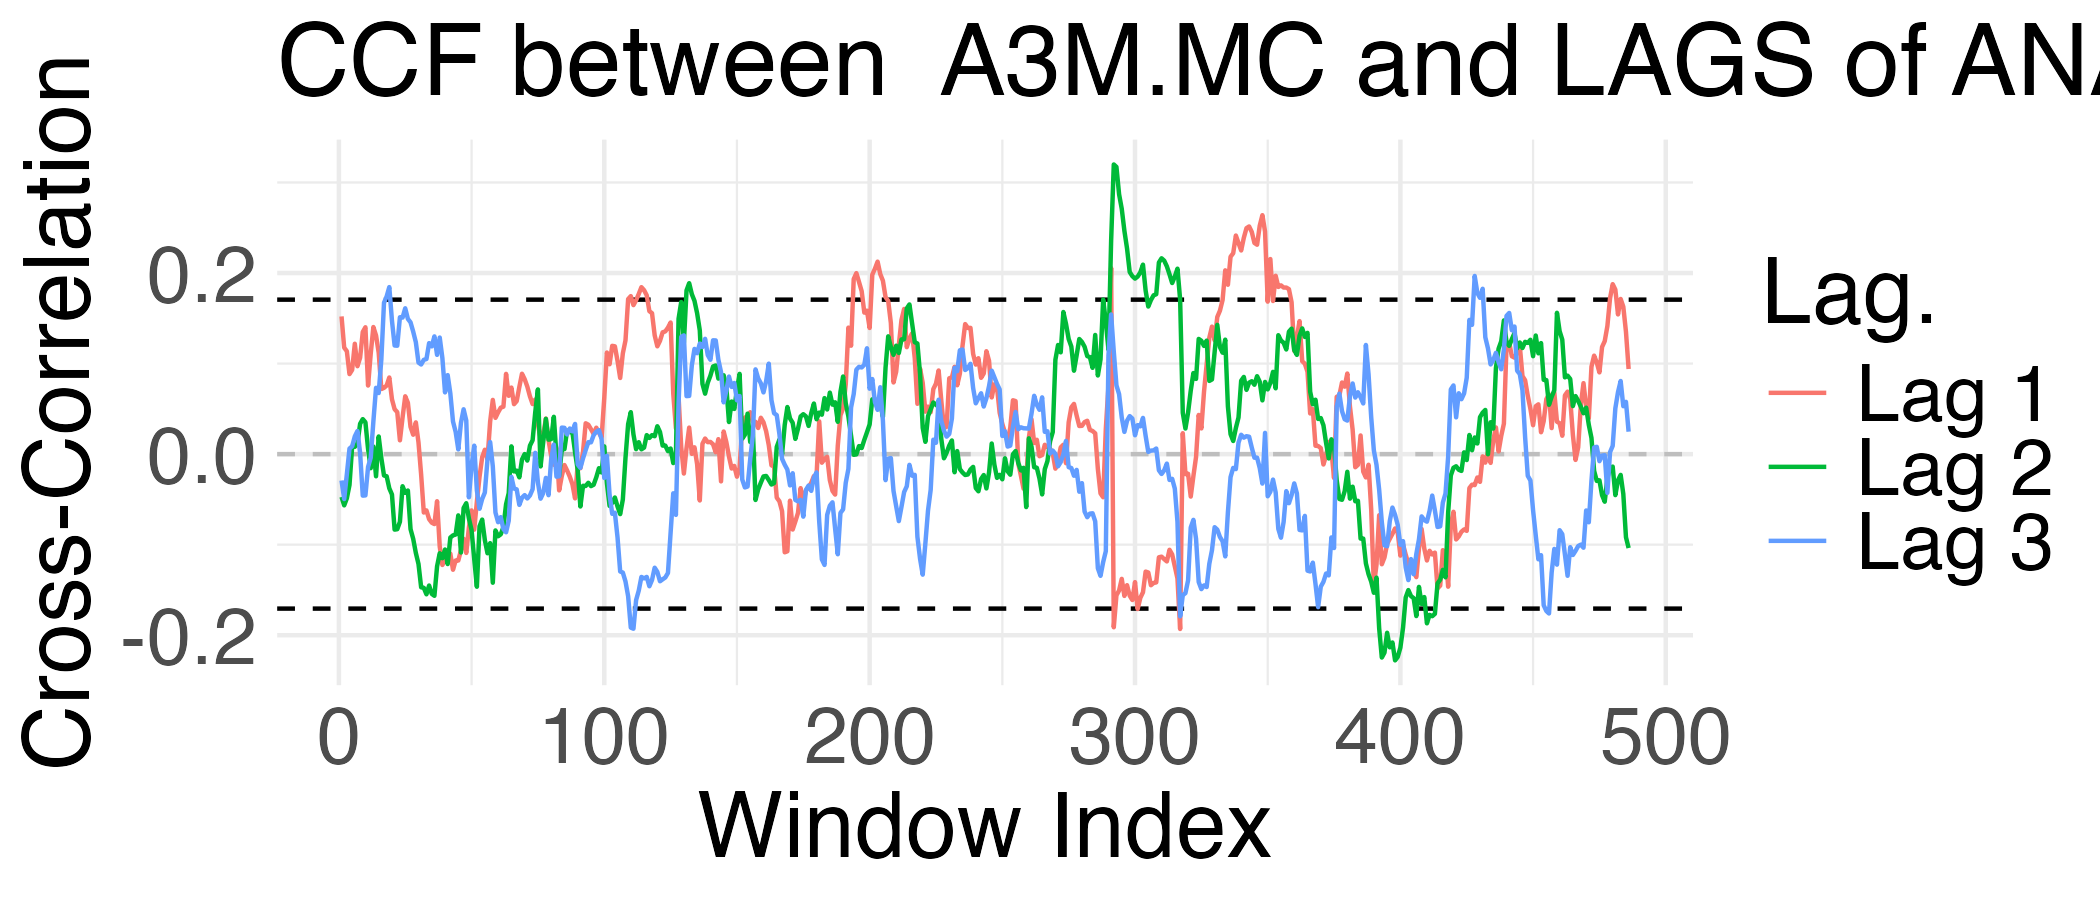 CCF between A3M.MC and LAGS of ANA
Cross-Correlation
0.2
0.0
-0.2
0 100 200 300 400 500
Window Index
Lag.
Lag 1
Lag 2
Lag 3